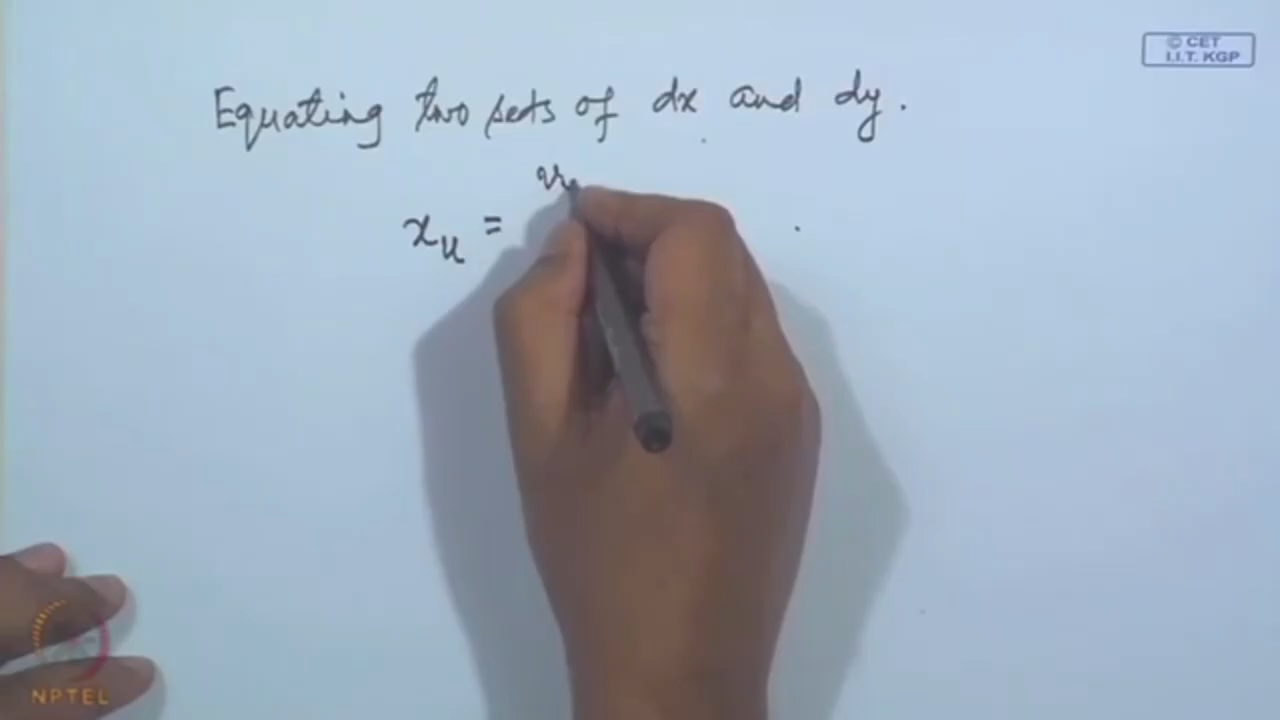 © CET
I.I.T. KGP
Equating two sets of dx and dy.
x_u = v
NPTEL